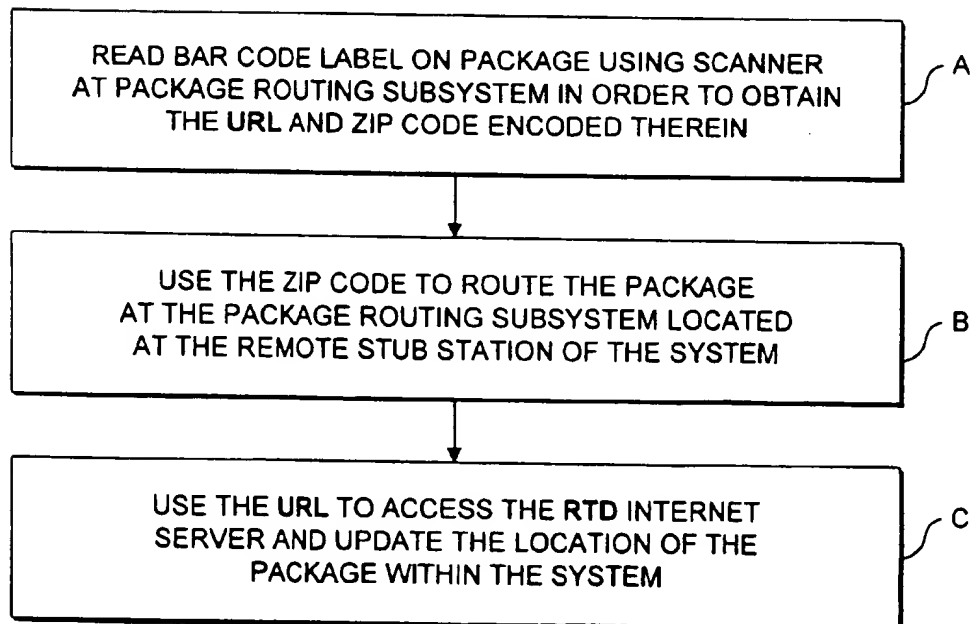 READ BAR CODE LABEL ON PACKAGE USING SCANNER
AT PACKAGE ROUTING SUBSYSTEM IN ORDER TO OBTAIN
THE URL AND ZIP CODE ENCODED THEREIN
A
USE THE ZIP CODE TO ROUTE THE PACKAGE
AT THE PACKAGE ROUTING SUBSYSTEM LOCATED
AT THE REMOTE STUB STATION OF THE SYSTEM
B
USE THE URL TO ACCESS THE RTD INTERNET
SERVER AND UPDATE THE LOCATION OF THE
PACKAGE WITHIN THE SYSTEM
C